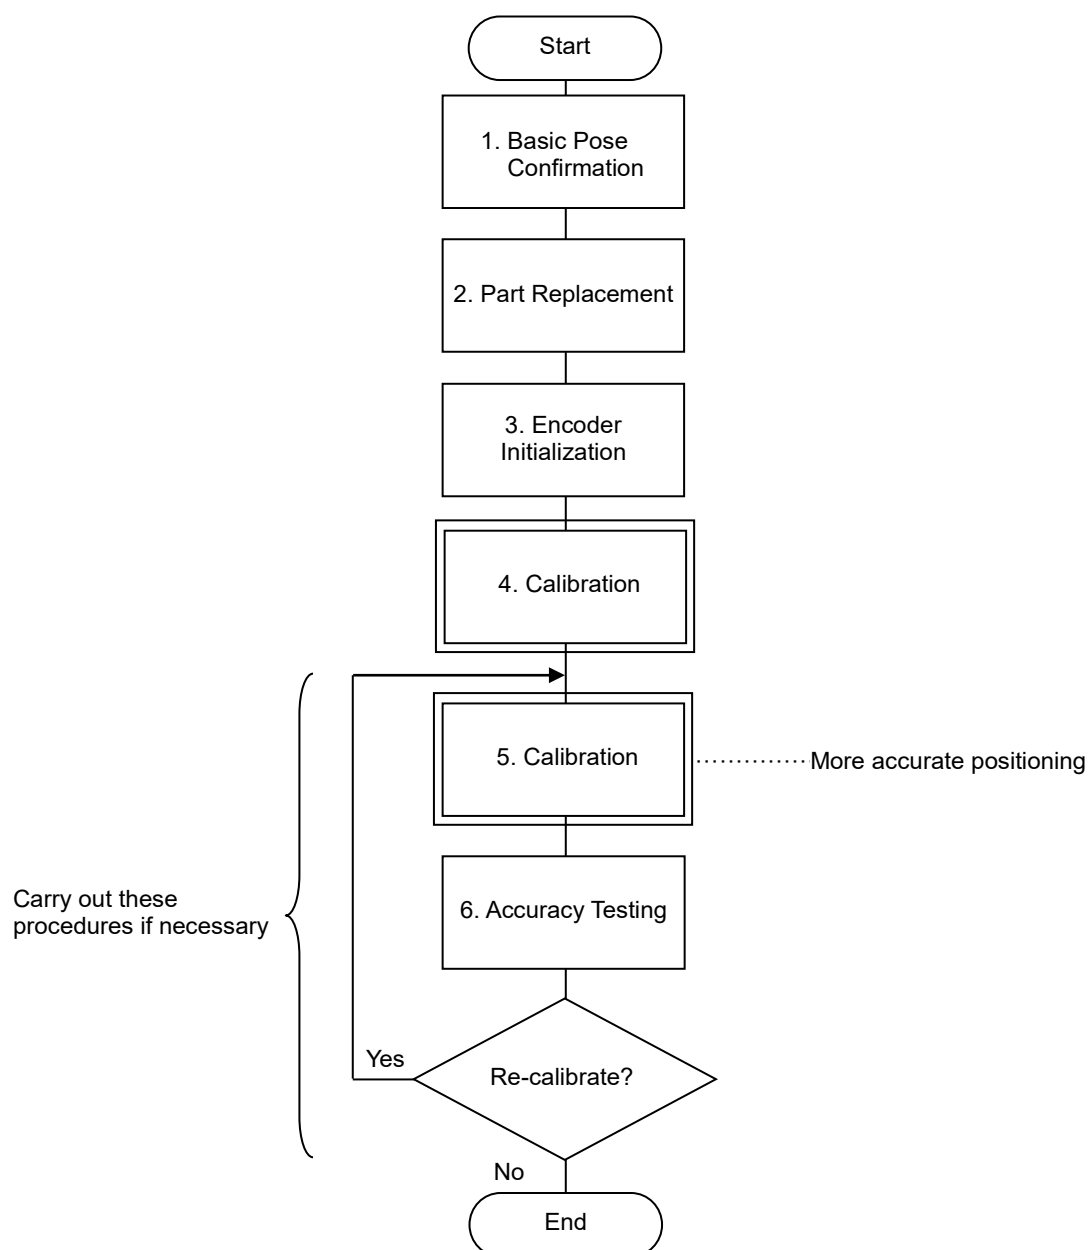 Start
1. Basic Pose
Confirmation
2. Part Replacement
3. Encoder
Initialization
4. Calibration
5. Calibration
More accurate positioning
Carry out these
procedures if necessary
6. Accuracy Testing
Yes
Re-calibrate?
No
End